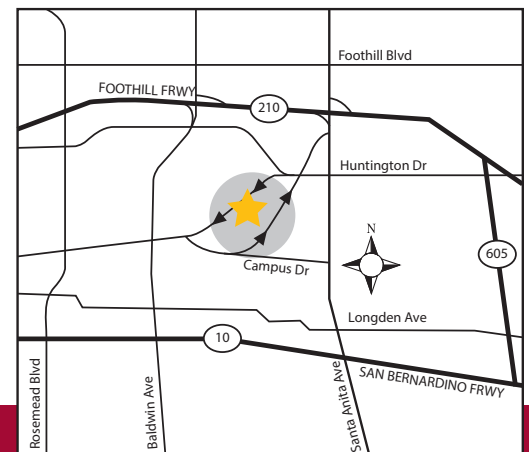 Foothill Blvd
FOOTHILL FRWY
210
Huntington Dr
N
605
Campus Dr
Longden Ave
10
SAN BERNARDINO FRWY
Rosemead Blvd
Baldwin Ave
Santa Anita Ave